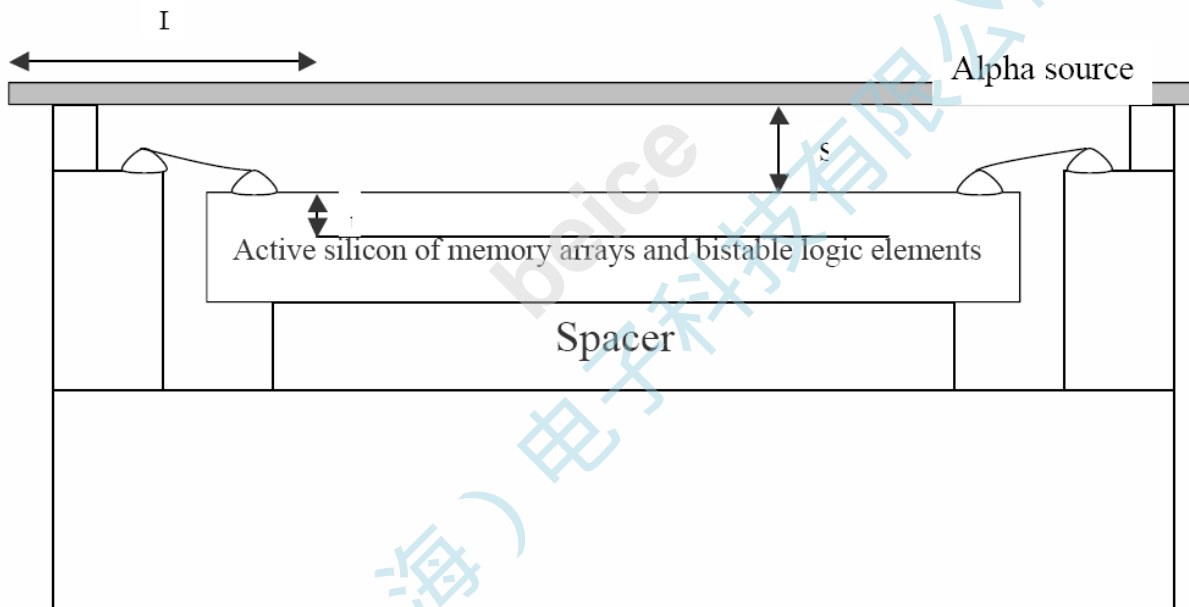 I
Alpha source
s
Active silicon of memory arrays and bistable logic elements
Spacer
beice
海）电子科技有限公